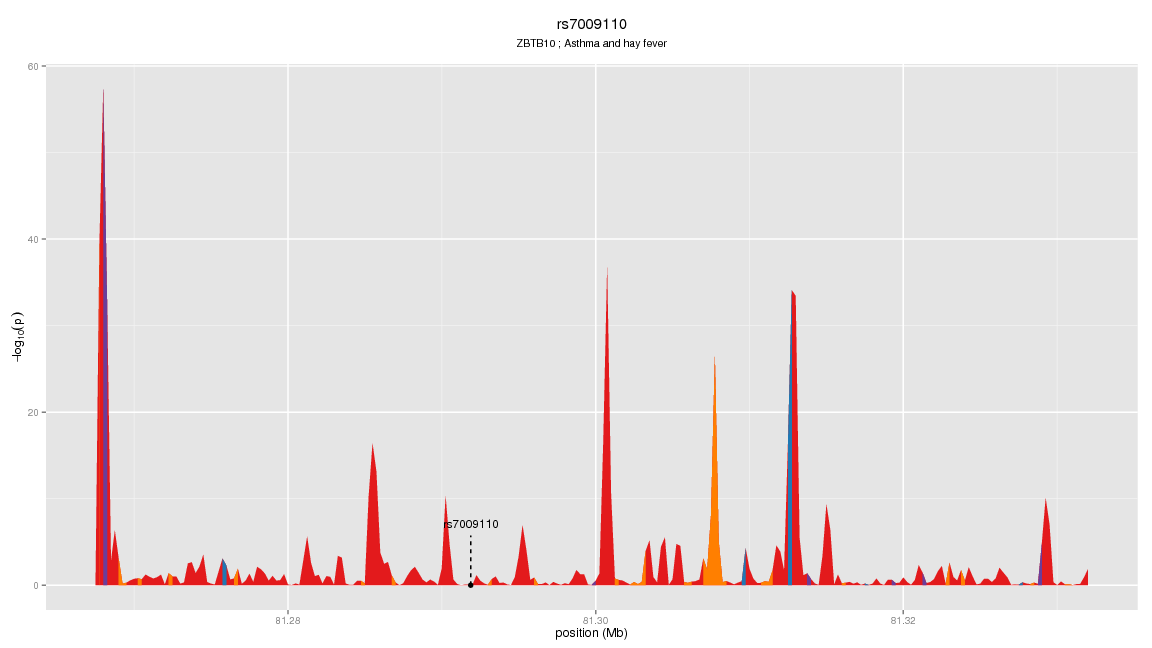 rs7009110
ZBTB10 ; Asthma and hay fever
60
40
20
0
−log10(p)
rs7009110
81.28
81.30
81.32
position (Mb)